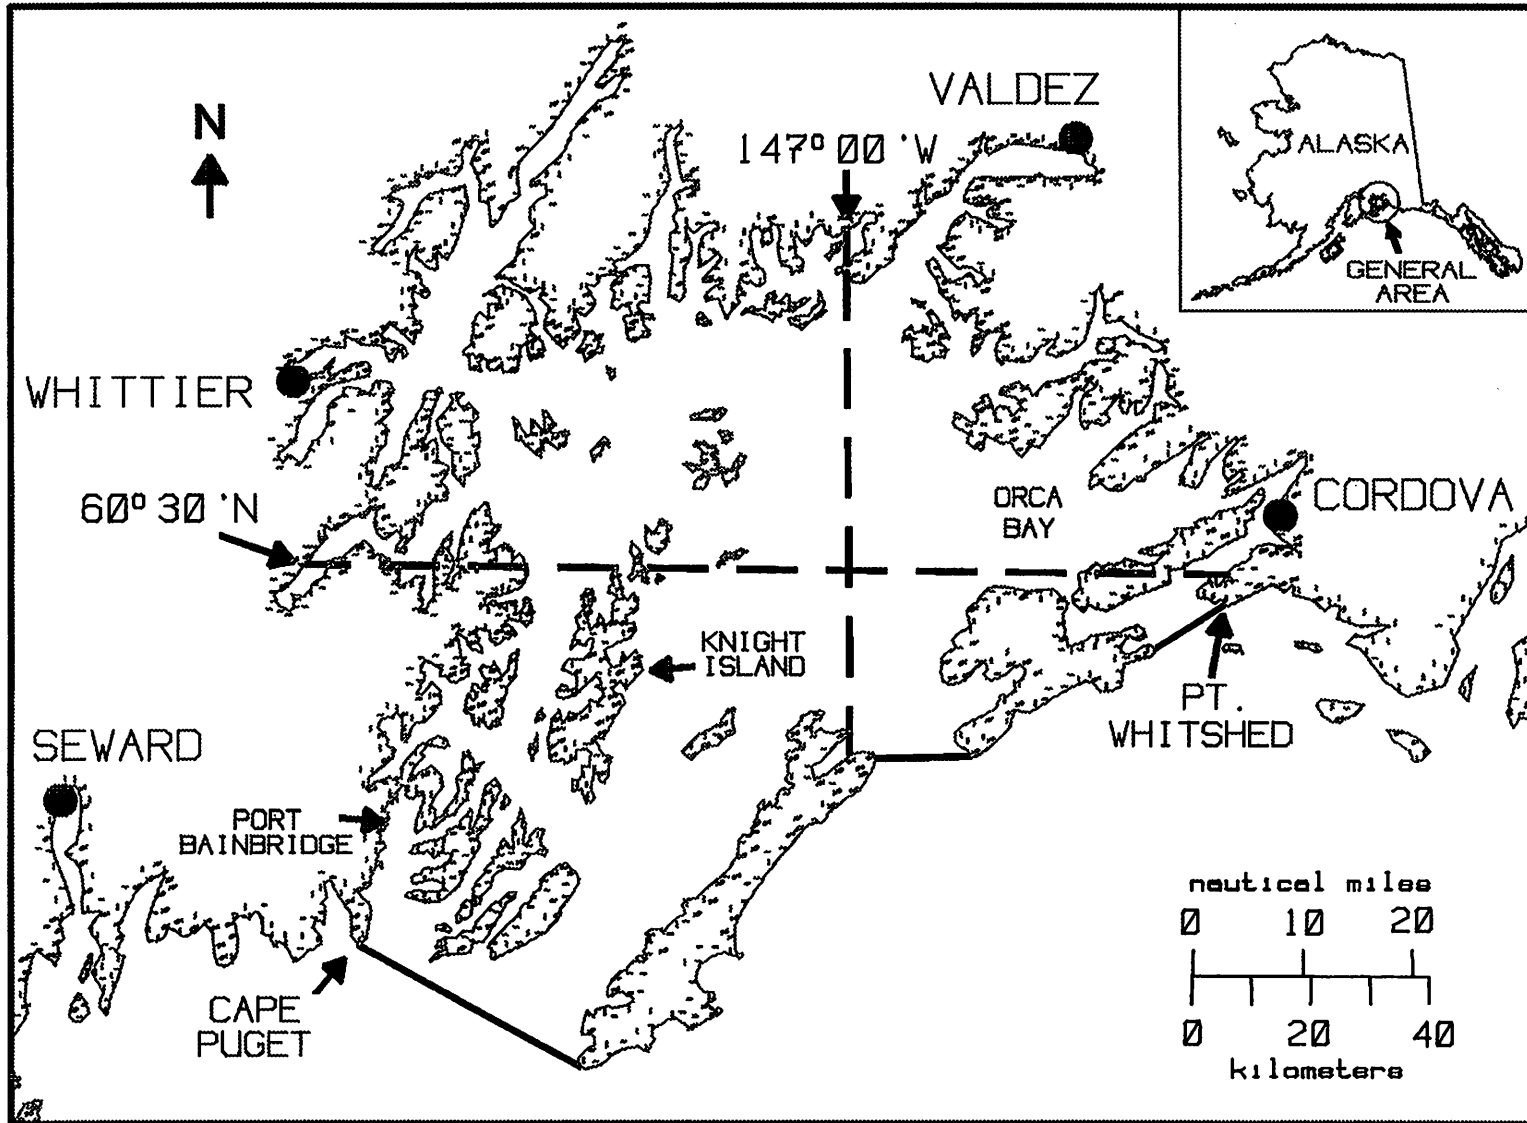 VALDEZ
N
147° 00 'W
ALASKA
GENERAL
AREA
WHITTIER
60° 30 'N
ORCA
BAY
CORDOVA
KNIGHT
ISLAND
PT.
WHITSHED
SEWARD
PORT
BAINBRIDGE
CAPE
PUGET
nautical miles
0 10 20
0 20 40
kilometers